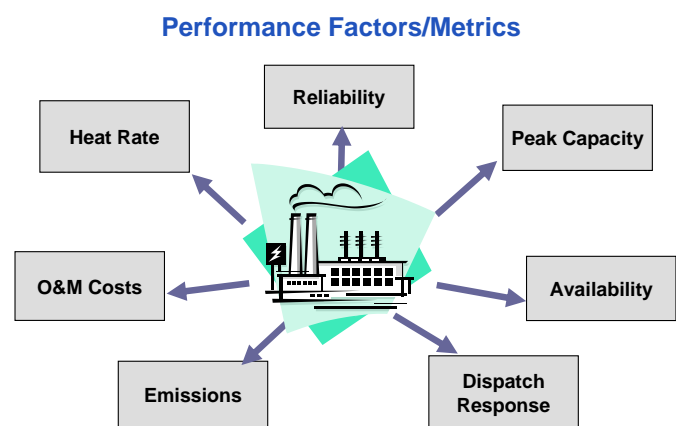 Performance Factors/Metrics
Reliability
Heat Rate
Peak Capacity
O&M Costs
Availability
Emissions
Dispatch
Response